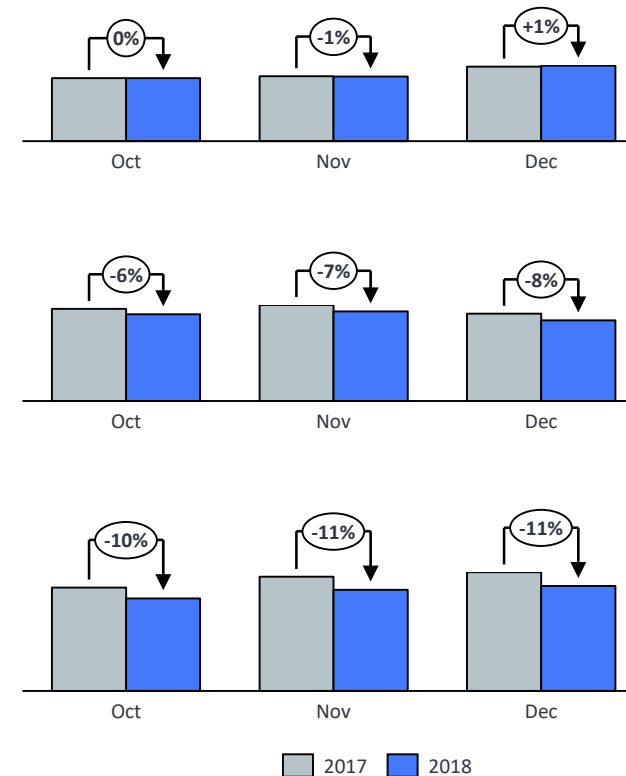 0% -1% +1%
Oct Nov Dec
-6% -7% -8%
Oct Nov Dec
-10% -11% -11%
Oct Nov Dec
2017 2018